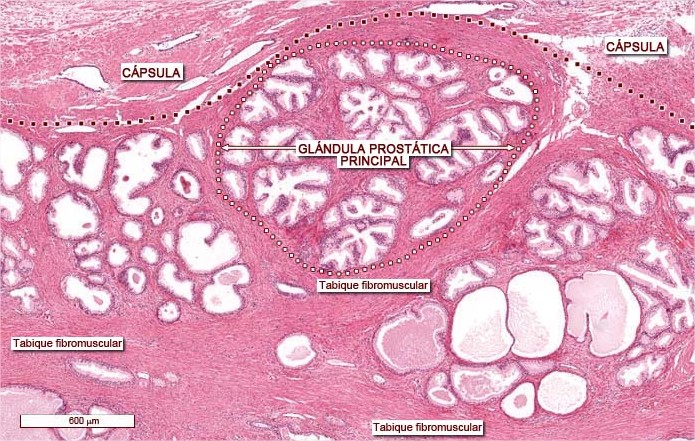 CÁPSULA
CÁPSULA
GLÁNDULA PROSTÁTICA
PRINCIPAL
Tabique fibromuscular
Tabique fibromuscular
600 µm
Tabique fibromuscular